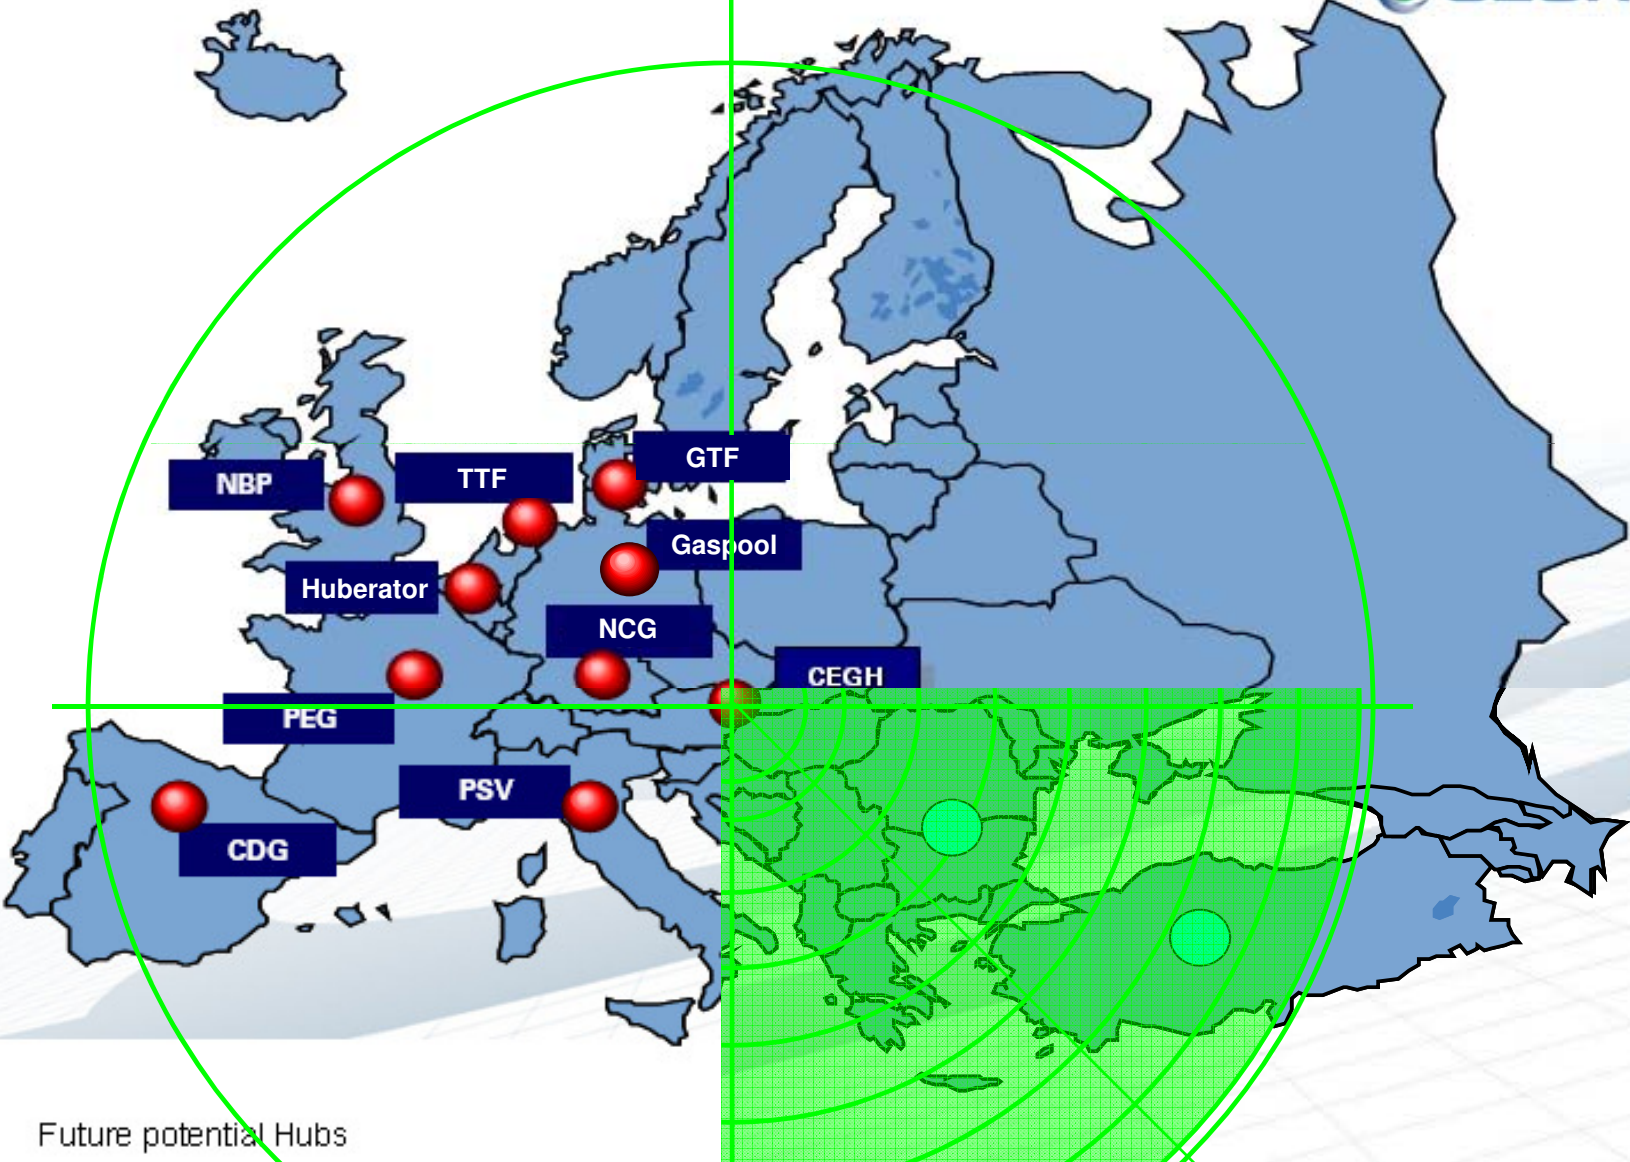 GTF
TTF
NBP
Gaspool
Huberator
NCG
CEGH
PEG
PSV
CDG
Future potential Hubs